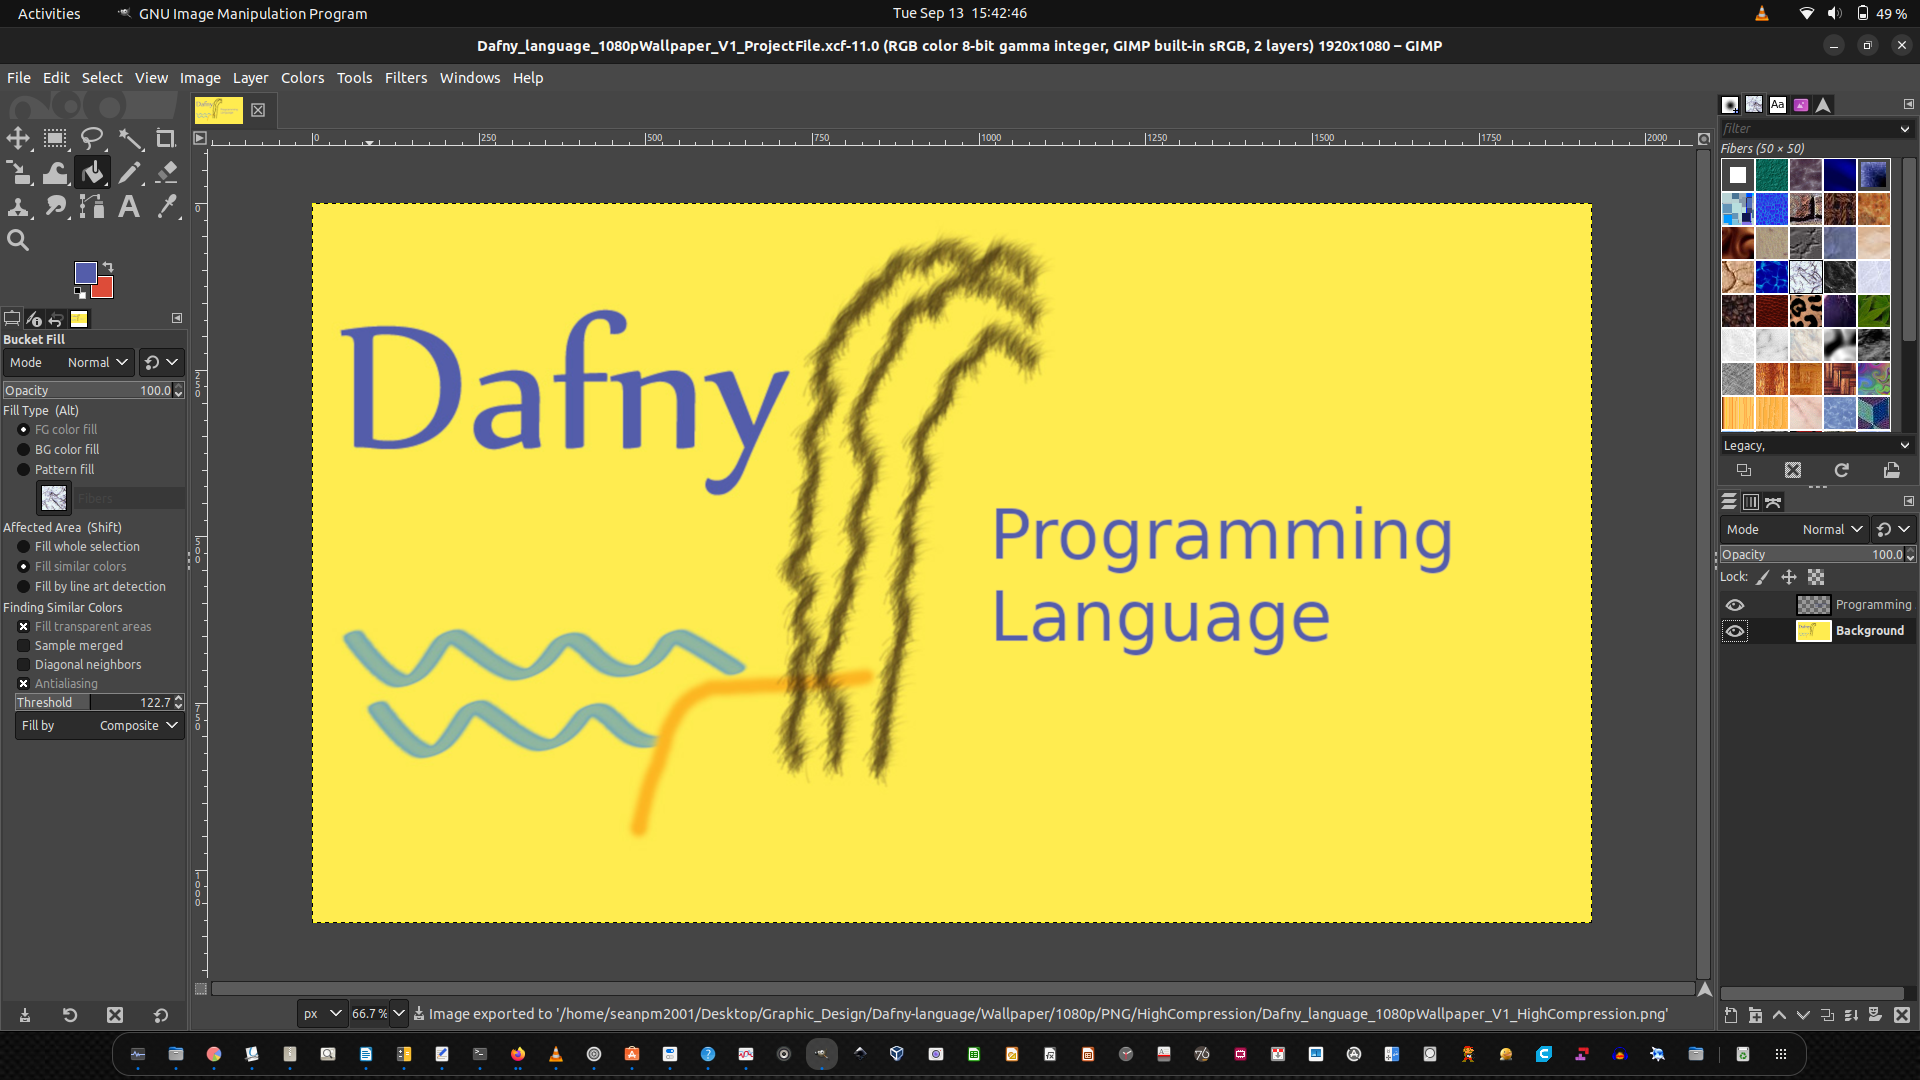 Activities
GNU Image Manipulation Program
Tue Sep 13 15:42:46
49 %
Dafny_language_1080pWallpaper_V1_ProjectFile.xcf-11.0 (RGB color 8-bit gamma integer, GIMP built-in sRGB, 2 layers) 1920x1080 – GIMP
File Edit Select View Image Layer Colors Tools Filters Windows Help
0 250 500 750 1000 1250 1500 1750 2000
0
250
500
750
1000
Bucket Fill
Mode Normal
Opacity 100.0
Fill Type (Alt)
FG color fill
BG color fill
Pattern fill
Fibers
Affected Area (Shift)
Fill whole selection
Fill similar colors
Fill by line art detection
Finding Similar Colors
Fill transparent areas
Sample merged
Diagonal neighbors
Antialiasing
Threshold 122.7
Fill by Composite
Dafny
Programming
Language
Aa
filter
Fibers (50 × 50)
Legacy,
Mode Normal
Opacity 100.0
Lock:
Programming
Background
px
66.7 %
Image exported to '/home/seanpm2001/Desktop/Graphic_Design/Dafny-language/Wallpaper/1080p/PNG/HighCompression/Dafny_language_1080pWallpaper_V1_HighCompression.png'